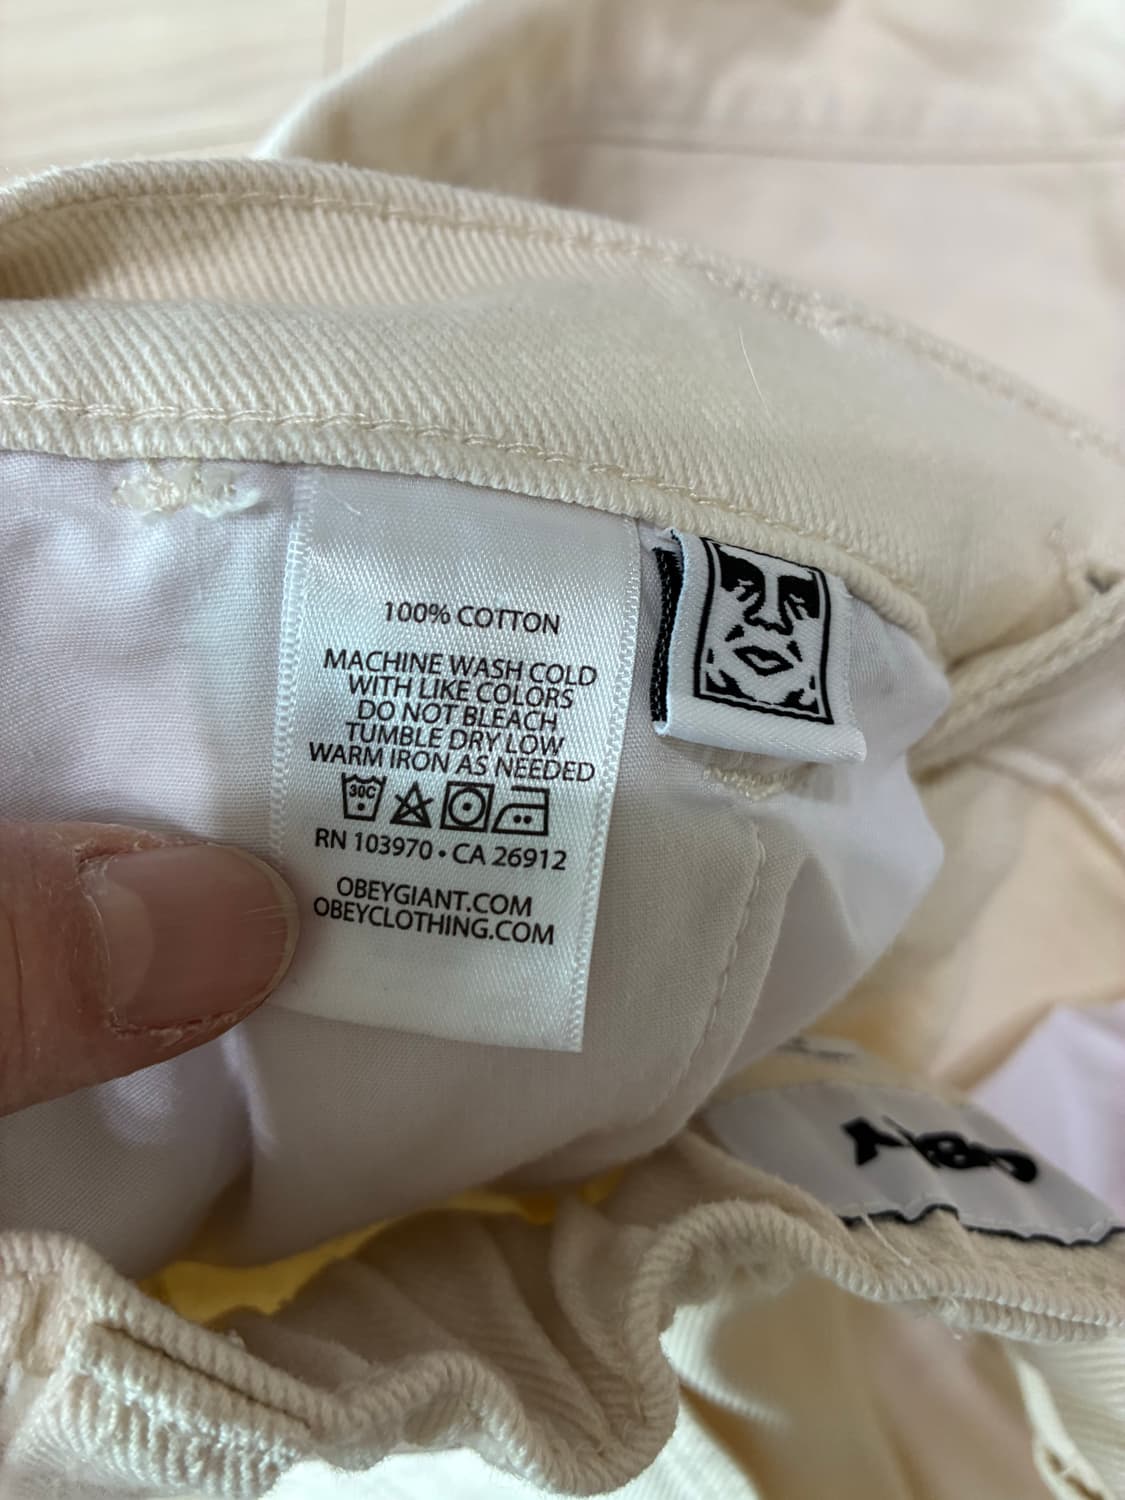 100% COTTON
MACHINE WASH COLD
WITH LIKE COLORS
DO NOT BLEACH
TUMBLE DRY LOW
WARM IRON AS NEEDED
30C
RN 103970 • CA 26912
OBEYGIANT.COM
OBEYCLOTHING.COM